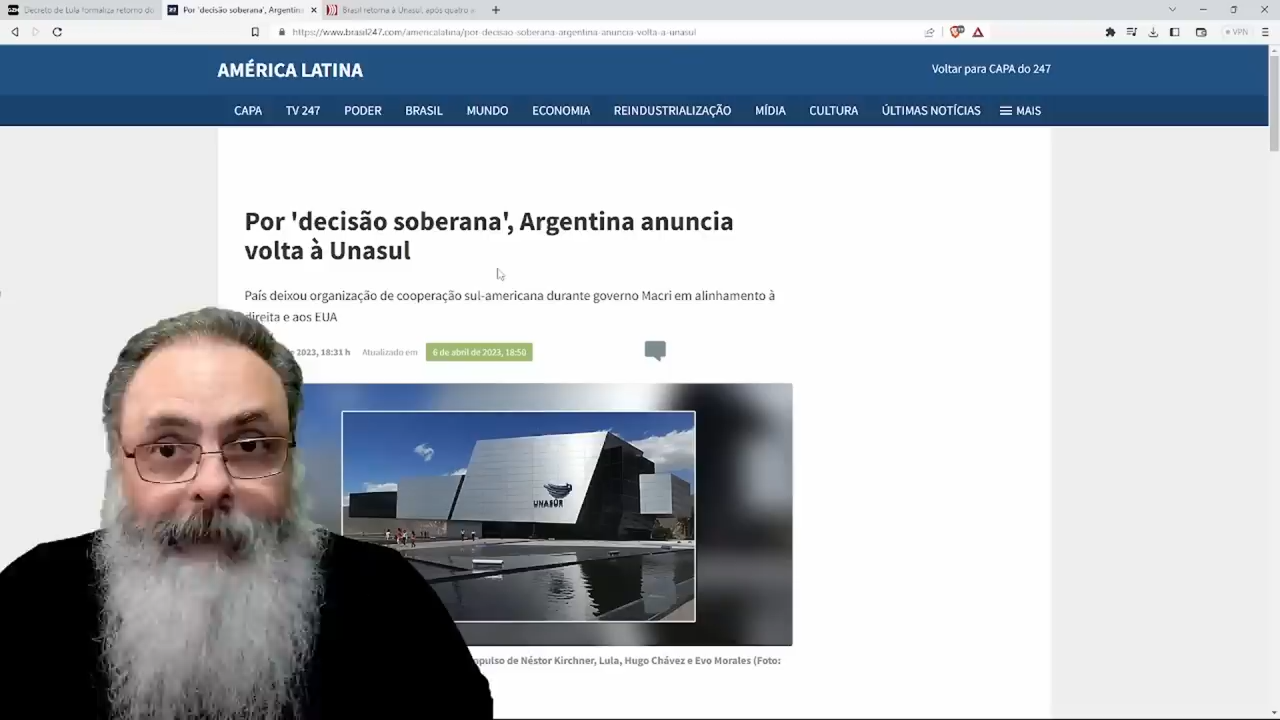 Decreto de Lula formaliza retorno do
Por 'decisão soberana', Argentina
Brasil retorna à Unasul, após quatro a
https://www.brasil247.com/americalatina/por-decisao-soberana-argentina-anuncia-volta-a-unasul
VPN
AMÉRICA LATINA
Voltar para CAPA do 247
CAPA TV 247 PODER BRASIL MUNDO ECONOMIA REINDUSTRIALIZAÇÃO MÍDIA CULTURA ÚLTIMAS NOTÍCIAS MAIS
Por 'decisão soberana', Argentina anuncia
volta à Unasul
País deixou organização de cooperação sul-americana durante governo Macri em alinhamento à
direita e aos EUA
de 2023, 18:31 h Atualizado em 6 de abril de 2023, 18:50
UNASUR
mpulso de Néstor Kirchner, Lula, Hugo Chávez e Evo Morales (Foto: